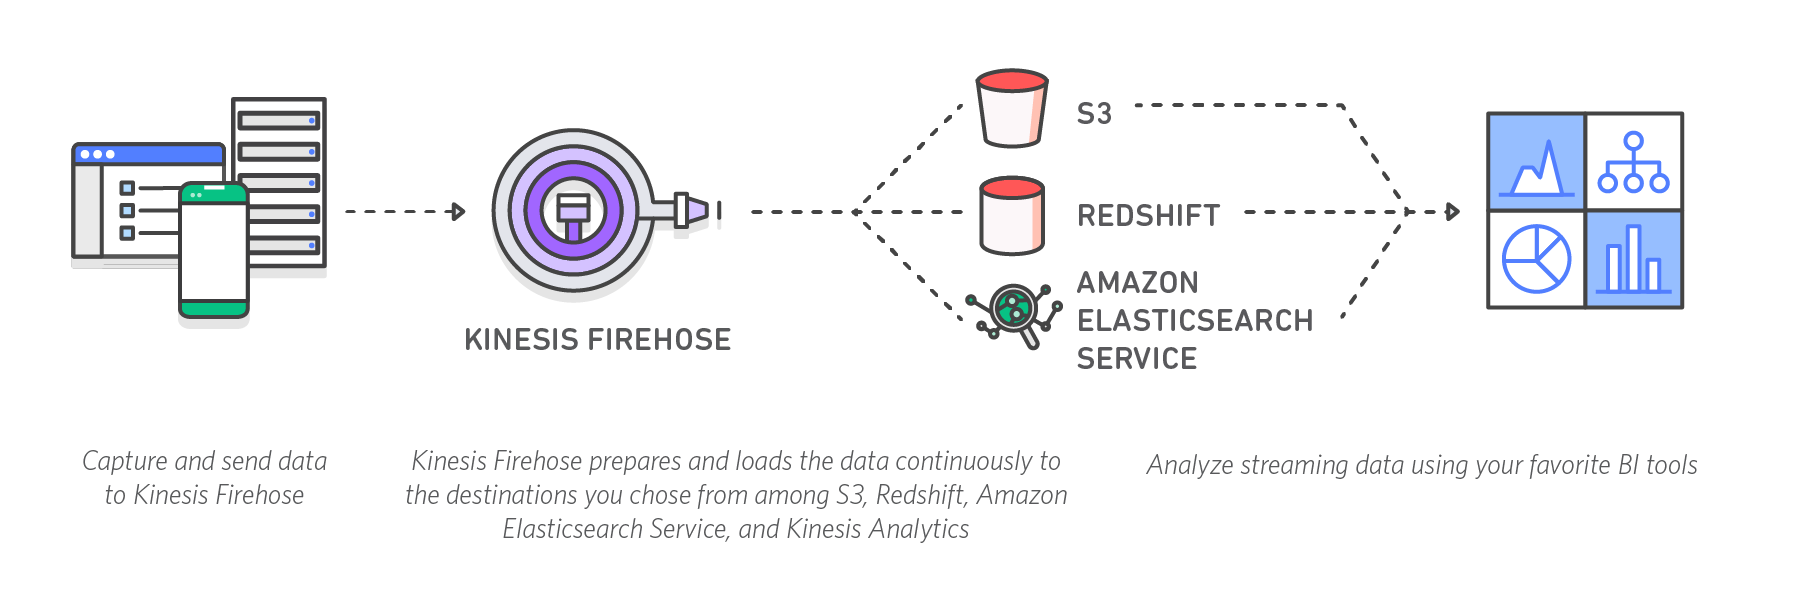 S3
REDSHIFT
AMAZON
ELASTICSEARCH
SERVICE
KINESIS FIREHOSE
Capture and send data
to Kinesis Firehose
Kinesis Firehose prepares and loads the data continuously to
the destinations you chose from among S3, Redshift, Amazon
Elasticsearch Service, and Kinesis Analytics
Analyze streaming data using your favorite BI tools